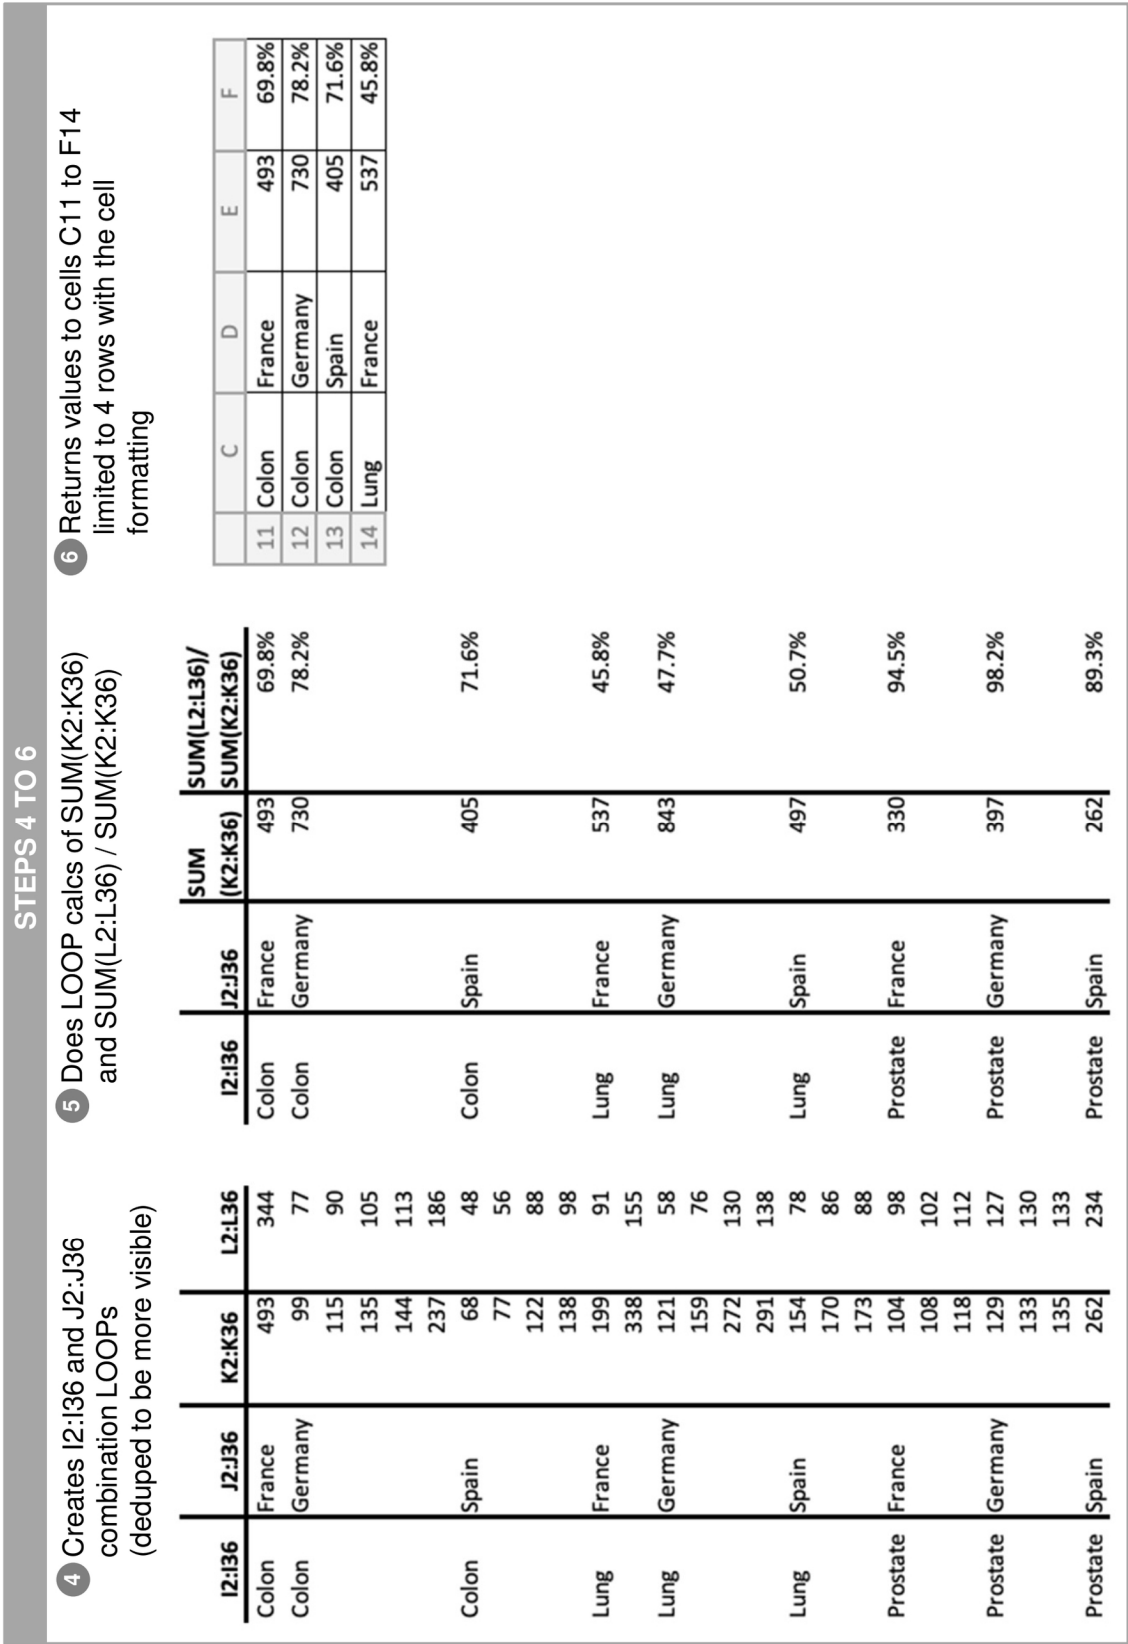 STEPS 4 TO 6
4 Creates I2:I36 and J2:J36
combination LOOPs
(deduped to be more visible)
I2:I36 J2:J36 K2:K36 L2:L36
Colon France 493 344
Colon Germany 99 77
115 90
135 105
144 113
237 186
Colon Spain 68 48
77 56
122 88
138 98
Lung France 199 91
338 155
Lung Germany 121 58
159 76
272 130
291 138
Lung Spain 154 78
170 86
173 88
Prostate France 104 98
108 102
118 112
Prostate Germany 129 127
133 130
135 133
Prostate Spain 262 234
5 Does LOOP calcs of SUM(K2:K36)
and SUM(L2:L36) / SUM(K2:K36)
SUM SUM(L2:L36)/
I2:I36 J2:J36 (K2:K36) SUM(K2:K36)
Colon France 493 69.8%
Colon Germany 730 78.2%
Colon Spain 405 71.6%
Lung France 537 45.8%
Lung Germany 843 47.7%
Lung Spain 497 50.7%
Prostate France 330 94.5%
Prostate Germany 397 98.2%
Prostate Spain 262 89.3%
6 Returns values to cells C11 to F14
limited to 4 rows with the cell
formatting
C D E F
11 Colon France 493 69.8%
12 Colon Germany 730 78.2%
13 Colon Spain 405 71.6%
14 Lung France 537 45.8%